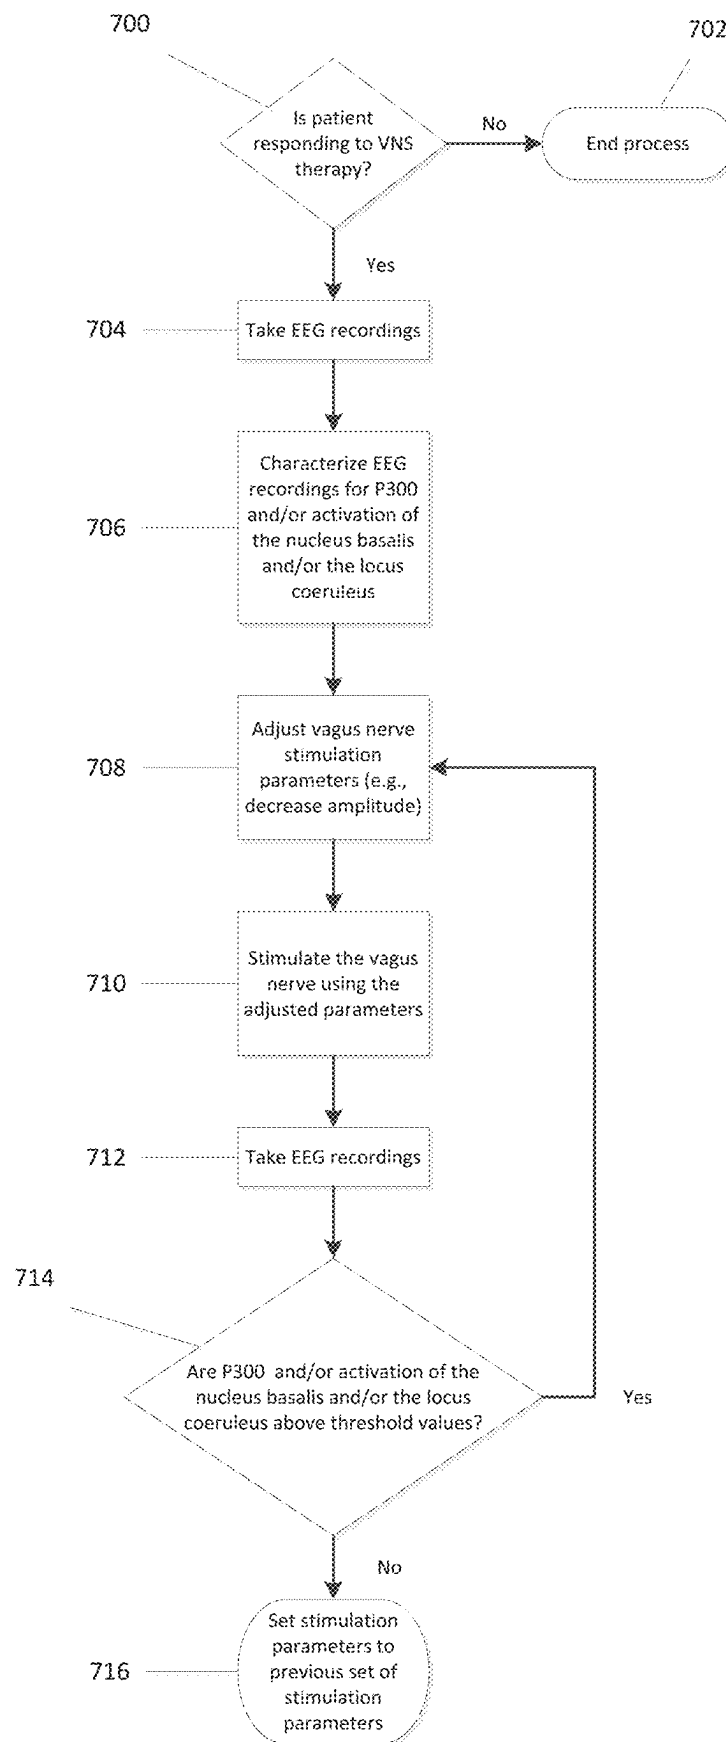 700
702
Is patient
responding to VNS
therapy?
No
End process
Yes
704
Take EEG recordings
706
Characterize EEG
recordings for P300
and/or activation of
the nucleus basalis
and/or the locus
coeruleus
708
Adjust vagus nerve
stimulation
parameters (e.g.,
decrease amplitude)
710
Stimulate the vagus
nerve using the
adjusted parameters
712
Take EEG recordings
714
Are P300 and/or activation of the
nucleus basalis and/or the locus
coeruleus above threshold values?
Yes
No
716
Set stimulation
parameters to
previous set of
stimulation
parameters